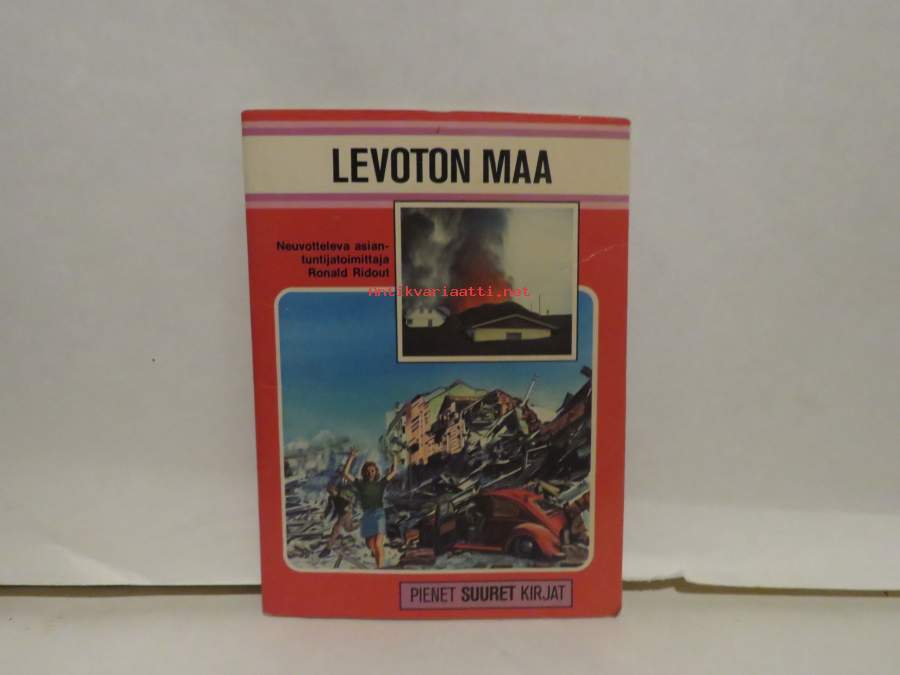 LEVOTON MAA
Neuvotteleva asian-
tuntijatoimittaja
Ronald Ridout
Antikvariaatti.net
PIENET SUURET KIRJAT